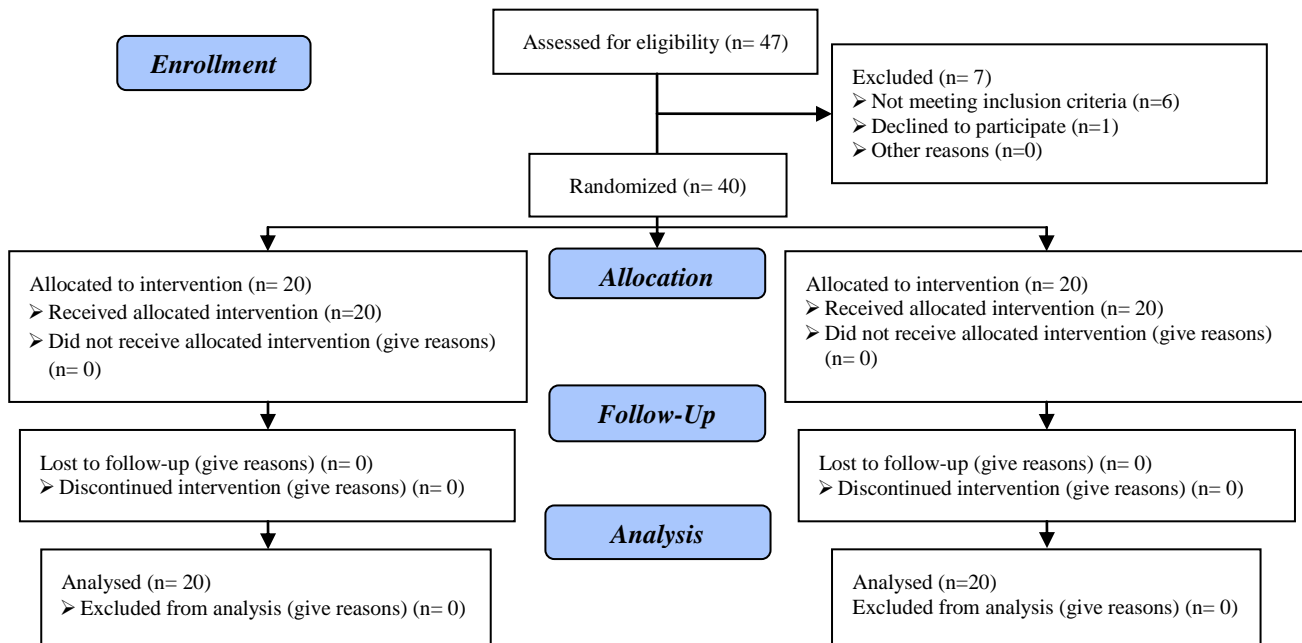 Assessed for eligibility (n= 47)
Enrollment
Excluded (n= 7)
➢ Not meeting inclusion criteria (n=6)
➢ Declined to participate (n=1)
➢ Other reasons (n=0)
Randomized (n= 40)
Allocated to intervention (n= 20)
➢ Received allocated intervention (n=20)
➢ Did not receive allocated intervention (give reasons)
(n= 0)
Allocation
Allocated to intervention (n= 20)
➢ Received allocated intervention (n= 20)
➢ Did not receive allocated intervention (give reasons)
(n= 0)
Follow-Up
Lost to follow-up (give reasons) (n= 0)
➢ Discontinued intervention (give reasons) (n= 0)
Lost to follow-up (give reasons) (n= 0)
➢ Discontinued intervention (give reasons) (n= 0)
Analysis
Analysed (n= 20)
➢ Excluded from analysis (give reasons) (n= 0)
Analysed (n=20)
Excluded from analysis (give reasons) (n= 0)